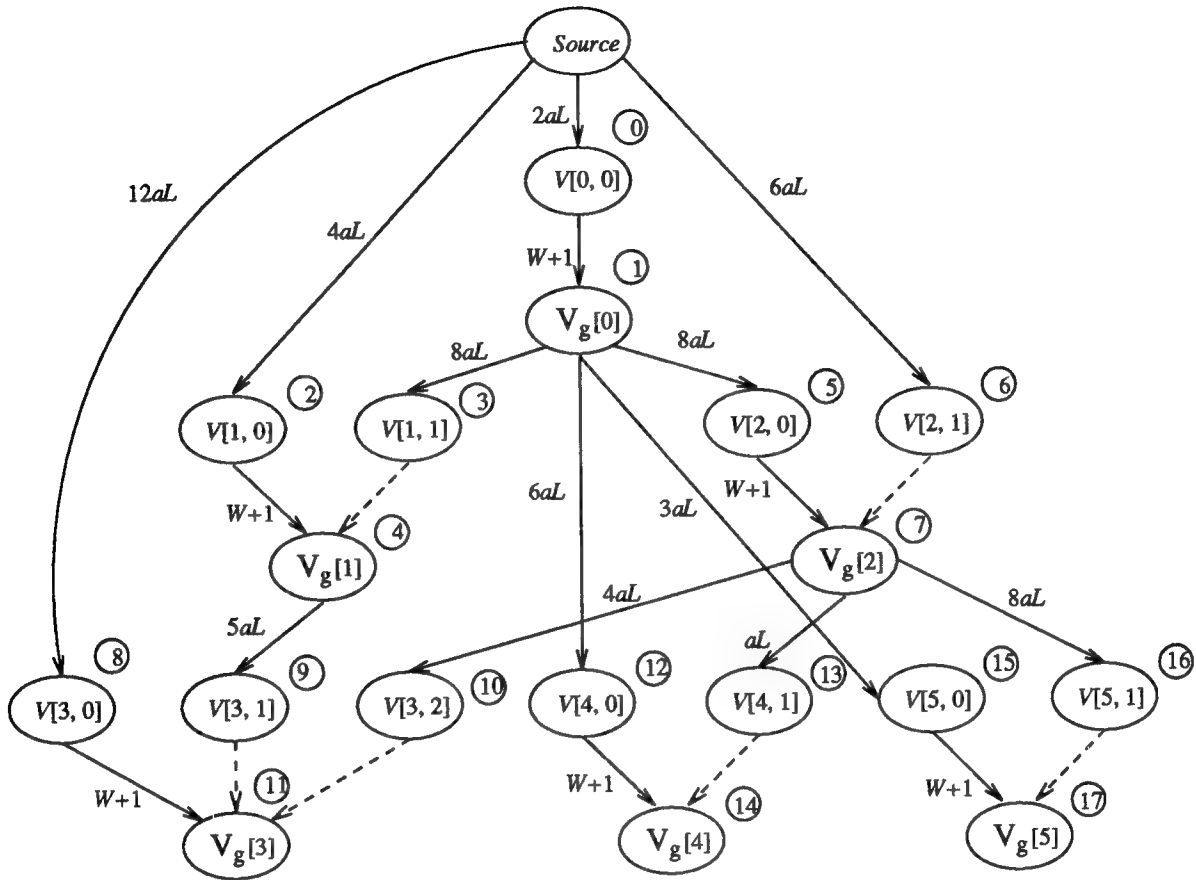 Source
2aL
0
V[0, 0]
12aL
6aL
4aL
W+1
1
Vg[0]
8aL
8aL
2
3
5
6
V[1, 0]
V[1, 1]
V[2, 0]
V[2, 1]
W+1
6aL
3aL
W+1
4
7
Vg[1]
Vg[2]
5aL
4aL
aL
8aL
8
9
10
12
13
15
16
V[3, 0]
V[3, 1]
V[3, 2]
V[4, 0]
V[4, 1]
V[5, 0]
V[5, 1]
W+1
11
W+1
14
W+1
17
Vg[3]
Vg[4]
Vg[5]